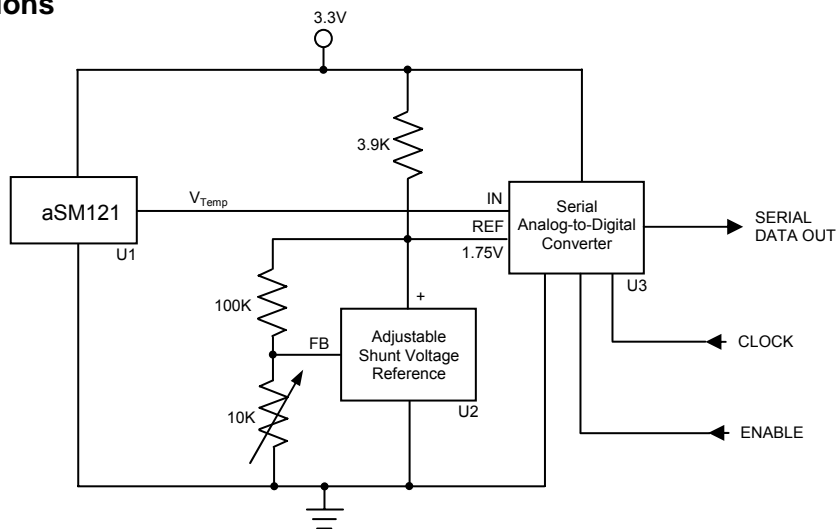 ions
3.3V
3.9K
aSM121
U1
VTemp
IN
REF
1.75V
Serial
Analog-to-Digital
Converter
U3
SERIAL
DATA OUT
100K
FB
Adjustable
Shunt Voltage
Reference
U2
10K
CLOCK
ENABLE